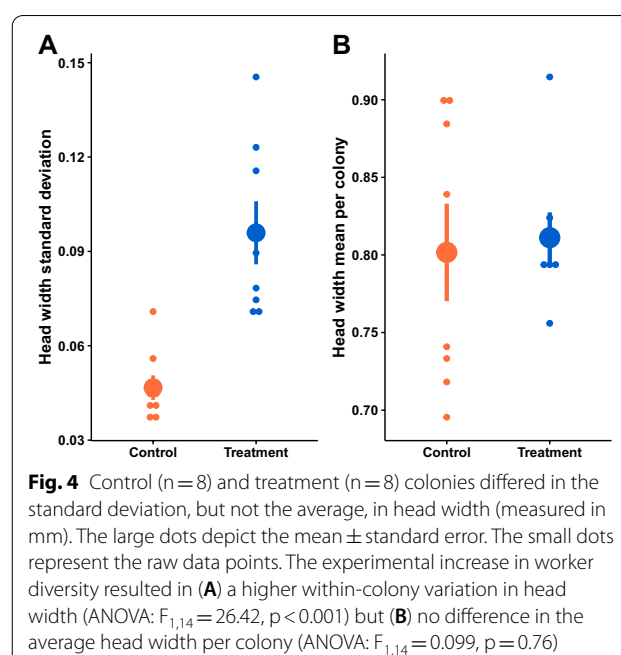 A
B
0.15
0.12
0.09
0.06
0.03
Head width standard deviation
Control
Treatment
0.90
0.85
0.80
0.75
0.70
Head width mean per colony
Control
Treatment
Fig. 4 Control (n = 8) and treatment (n = 8) colonies differed in the
standard deviation, but not the average, in head width (measured in
mm). The large dots depict the mean ± standard error. The small dots
represent the raw data points. The experimental increase in worker
diversity resulted in (A) a higher within-colony variation in head
width (ANOVA: F1,14 = 26.42, p < 0.001) but (B) no difference in the
average head width per colony (ANOVA: F1,14 = 0.099, p = 0.76)